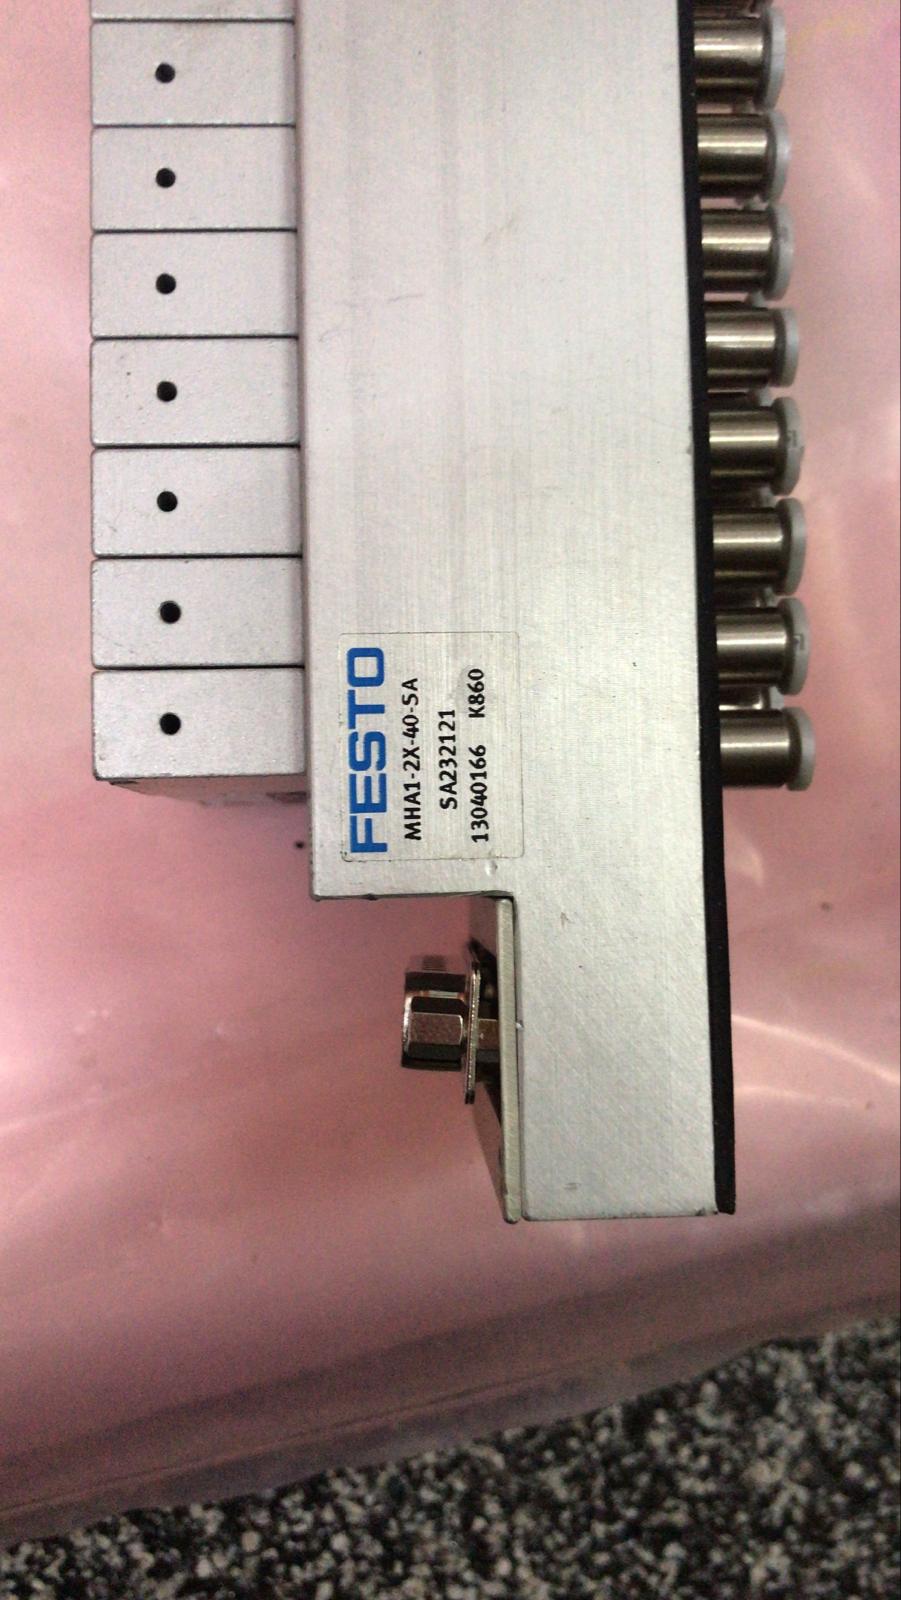 FESTO
MHA1-2X-40-SA
SA232121
13040166 K860